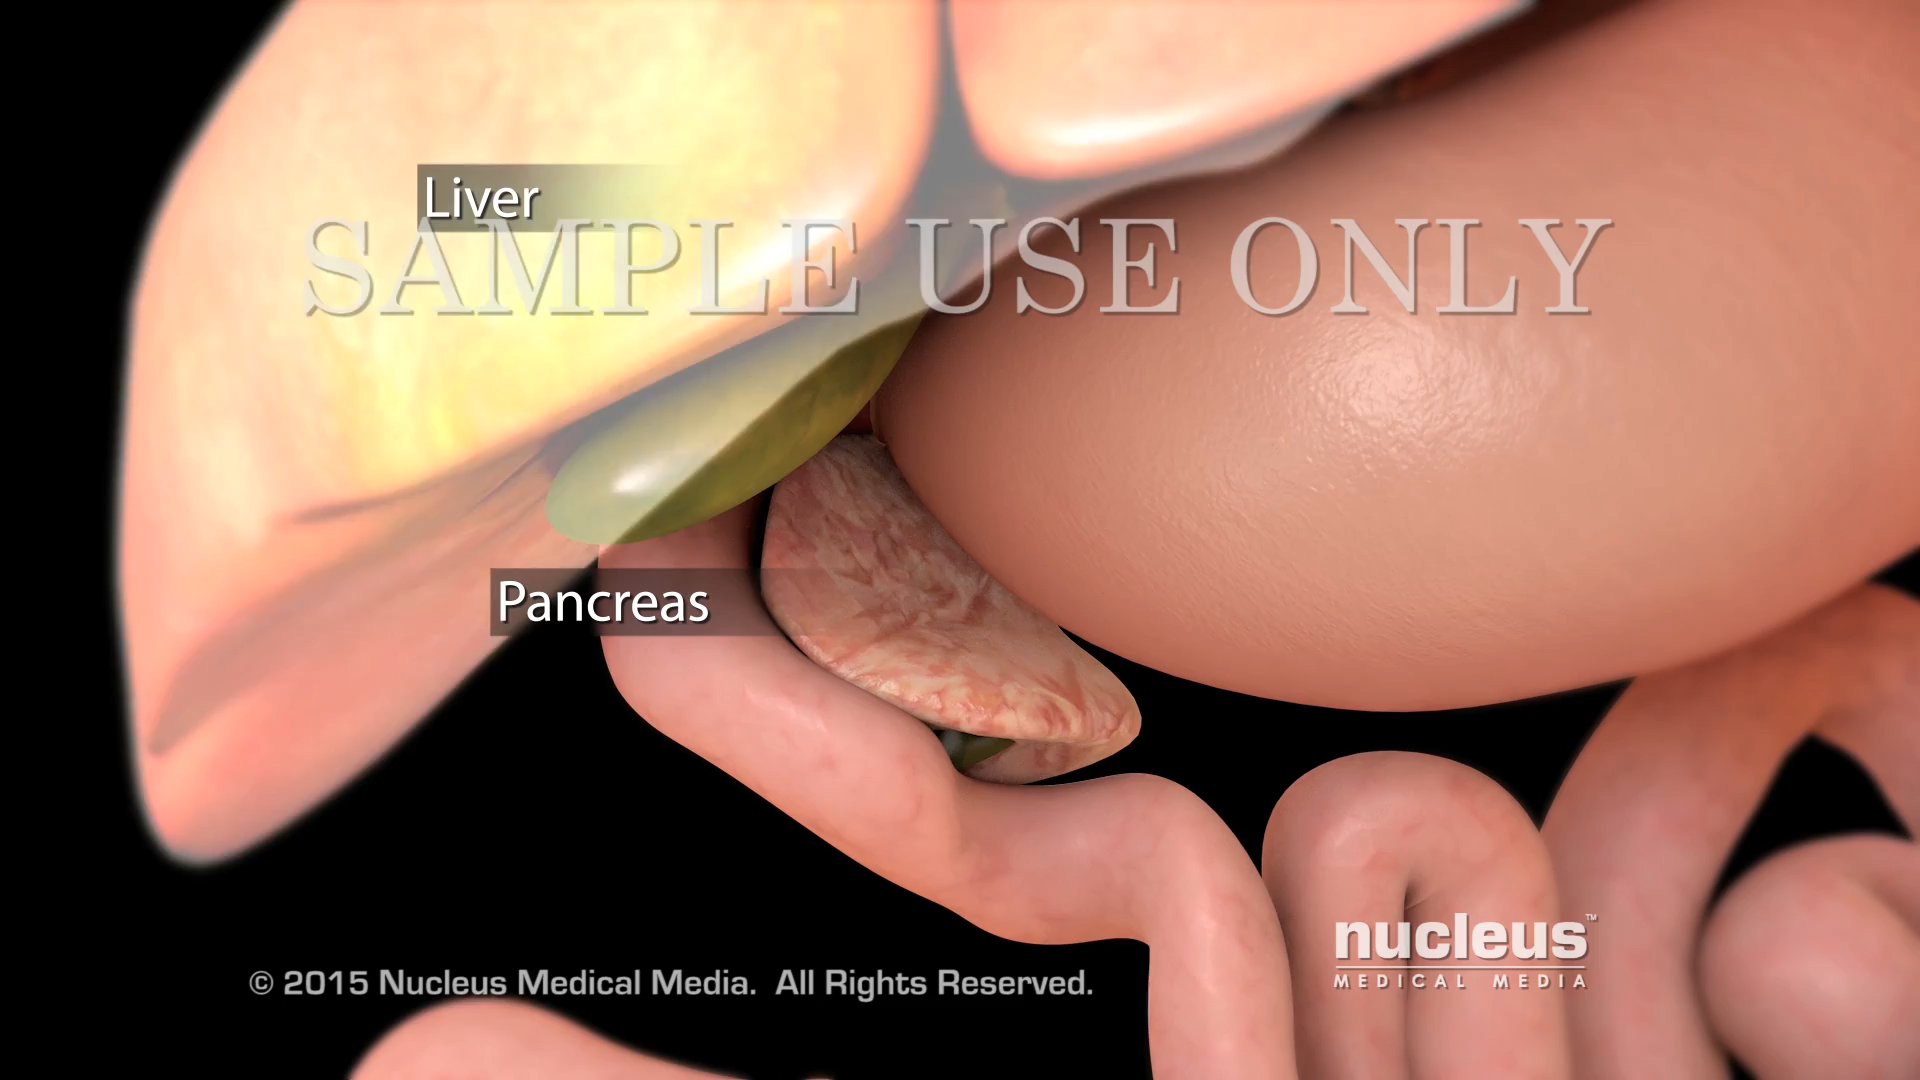 Liver
SAMPLE USE ONLY
Pancreas
nucleus™
MEDICAL MEDIA
© 2015 Nucleus Medical Media. All Rights Reserved.